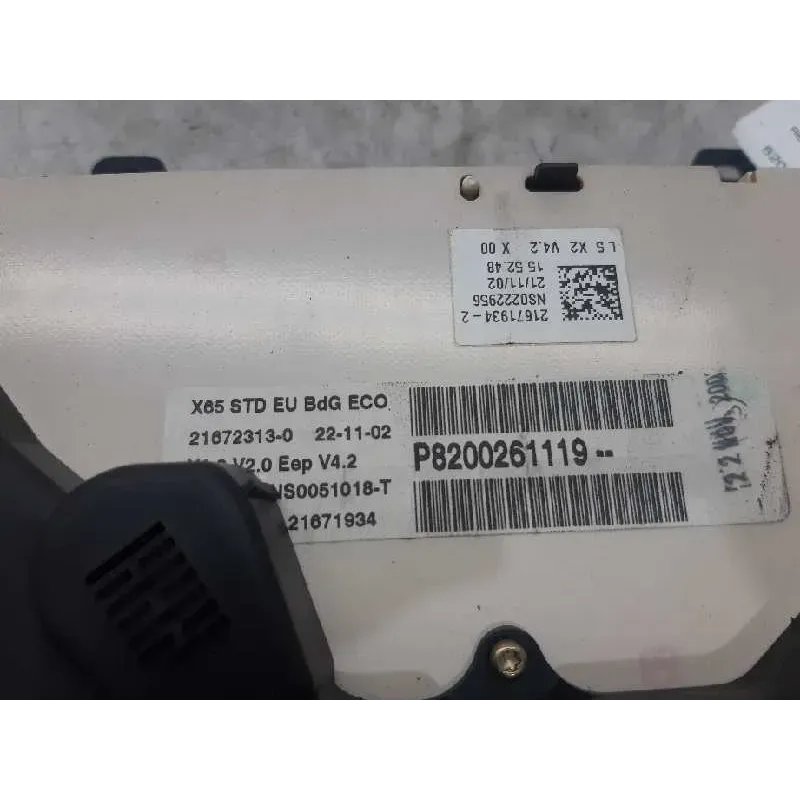 L S X2 V4.2 X 00
15.52.48
21/11/02
NS0222956
21671934-2
X65 STD EU BdG ECO
21672313-0 22-11-02
V2.0 Eep V4.2
NS0051018-T
21671934
P8200261119--